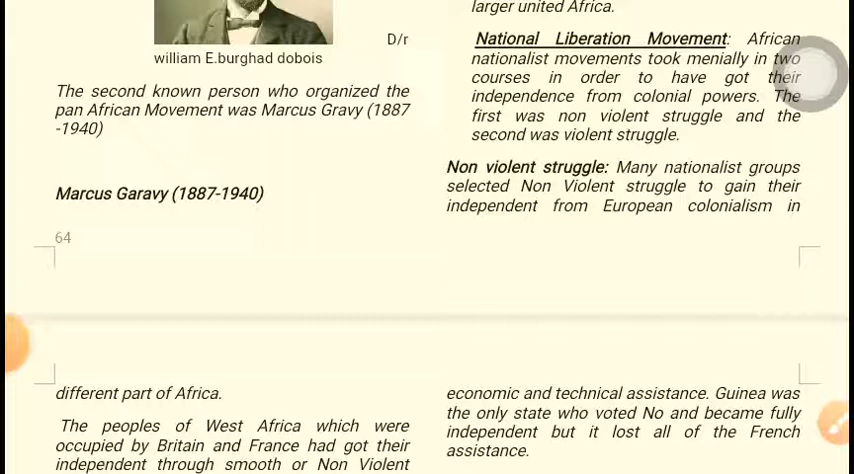 D/r
william E.burghad dobois
The second known person who organized the
pan African Movement was Marcus Gravy (1887
-1940)
Marcus Garavy (1887-1940)
64
larger united Africa.
National Liberation Movement: African
nationalist movements took menially in two
courses in order to have got their
independence from colonial powers. The
first was non violent struggle and the
second was violent struggle.
Non violent struggle: Many nationalist groups
selected Non Violent struggle to gain their
independent from European colonialism in
different part of Africa.
The peoples of West Africa which were
occupied by Britain and France had got their
independent through smooth or Non Violent
economic and technical assistance. Guinea was
the only state who voted No and became fully
independent but it lost all of the French
assistance.